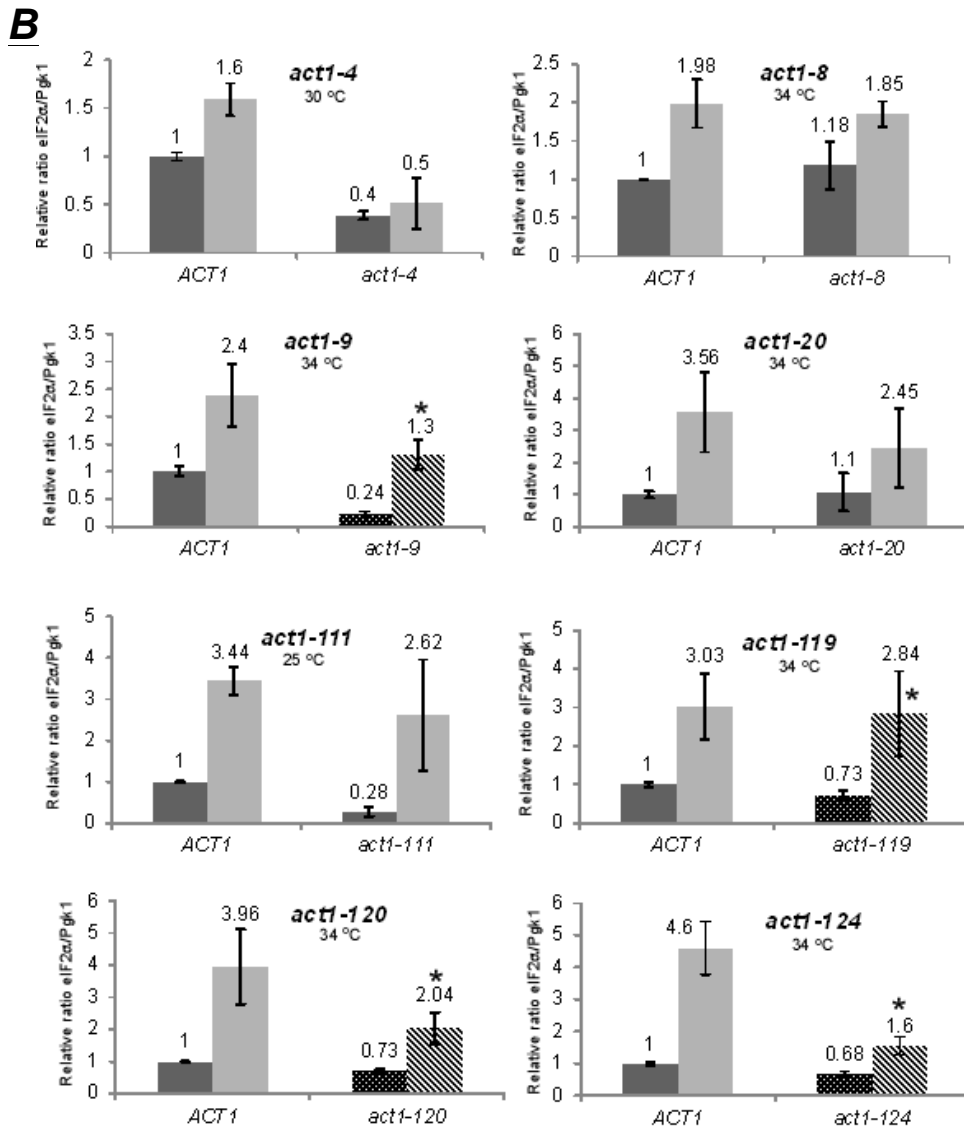 B
act1-4
30 °C
Relative ratio eIF2α/Pgk1
2
1.5
1
0.5
0
1
1.6
0.4
0.5
ACT1
act1-4
act1-8
34 °C
Relative ratio eIF2α/Pgk1
2.5
2
1.5
1
0.5
0
1
1.98
1.18
1.85
ACT1
act1-8
act1-9
34 °C
Relative ratio eIF2α/Pgk1
3.5
3
2.5
2
1.5
1
0.5
0
1
2.4
0.24
*
1.3
ACT1
act1-9
act1-20
34 °C
Relative ratio eIF2α/Pgk1
6
5
4
3
2
1
0
1
3.56
1.1
2.45
ACT1
act1-20
act1-111
25 °C
Relative ratio eIF2α/Pgk1
5
4
3
2
1
0
1
3.44
0.28
2.62
ACT1
act1-111
act1-119
34 °C
Relative ratio eIF2α/Pgk1
5
4
3
2
1
0
1
3.03
0.73
2.84
*
ACT1
act1-119
act1-120
34 °C
Relative ratio eIF2α/Pgk1
6
5
4
3
2
1
0
1
3.96
0.73
*
2.04
ACT1
act1-120
act1-124
34 °C
Relative ratio eIF2α/Pgk1
6
5
4
3
2
1
0
1
4.6
0.68
*
1.6
ACT1
act1-124